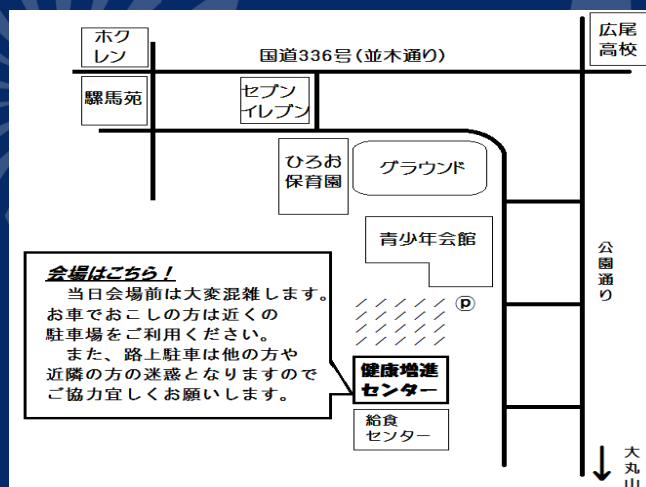 ホク
レン
国道336号(並木通り)
広尾
高校
騾馬苑
セブン
イレブン
ひろお
保育園
グラウンド
青少年会館
公園通り
会場はこちら！
当日会場前は大変混雑します。
お車でおこしの方は近くの
駐車場をご利用ください。
また、路上駐車は他の方や
近隣の方の迷惑となりますので
ご協力宜しくお願いします。
Ⓟ
健康増進
センター
給食
センター
大丸山